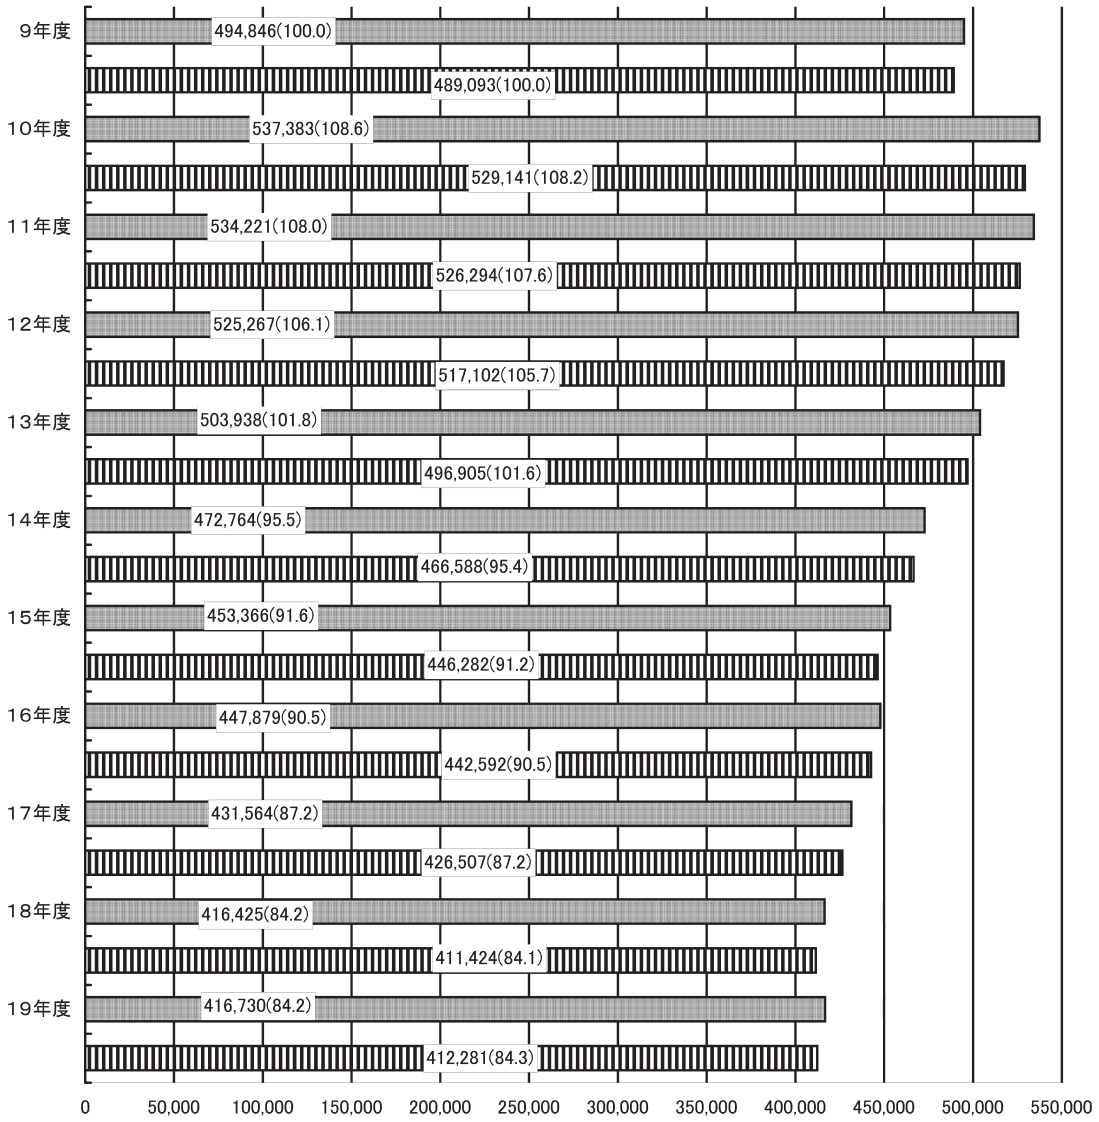 9年度 494,846(100.0)
489,093(100.0)
10年度 537,383(108.6)
529,141(108.2)
11年度 534,221(108.0)
526,294(107.6)
12年度 525,267(106.1)
517,102(105.7)
13年度 503,938(101.8)
496,905(101.6)
14年度 472,764(95.5)
466,588(95.4)
15年度 453,366(91.6)
446,282(91.2)
16年度 447,879(90.5)
442,592(90.5)
17年度 431,564(87.2)
426,507(87.2)
18年度 416,425(84.2)
411,424(84.1)
19年度 416,730(84.2)
412,281(84.3)
0 50,000 100,000 150,000 200,000 250,000 300,000 350,000 400,000 450,000 500,000 550,000